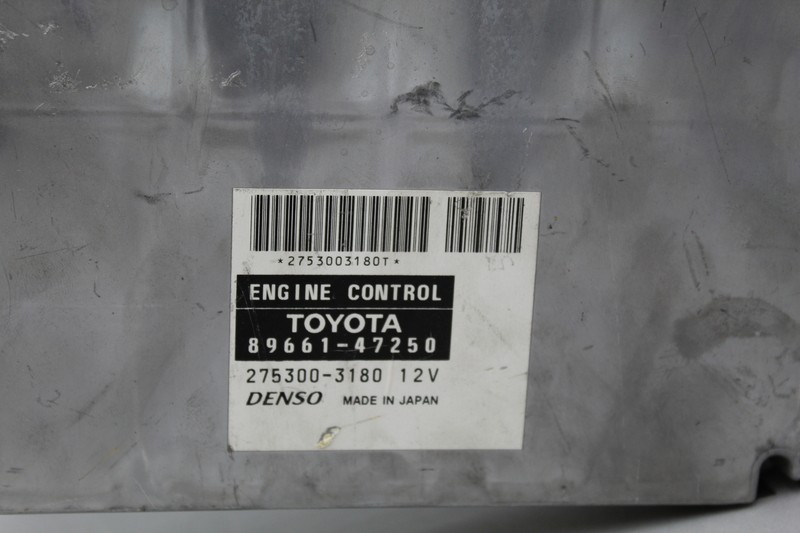 *2753003180T*
ENGINE CONTROL
TOYOTA
89661-47250
275300-3180 12V
DENSO MADE IN JAPAN